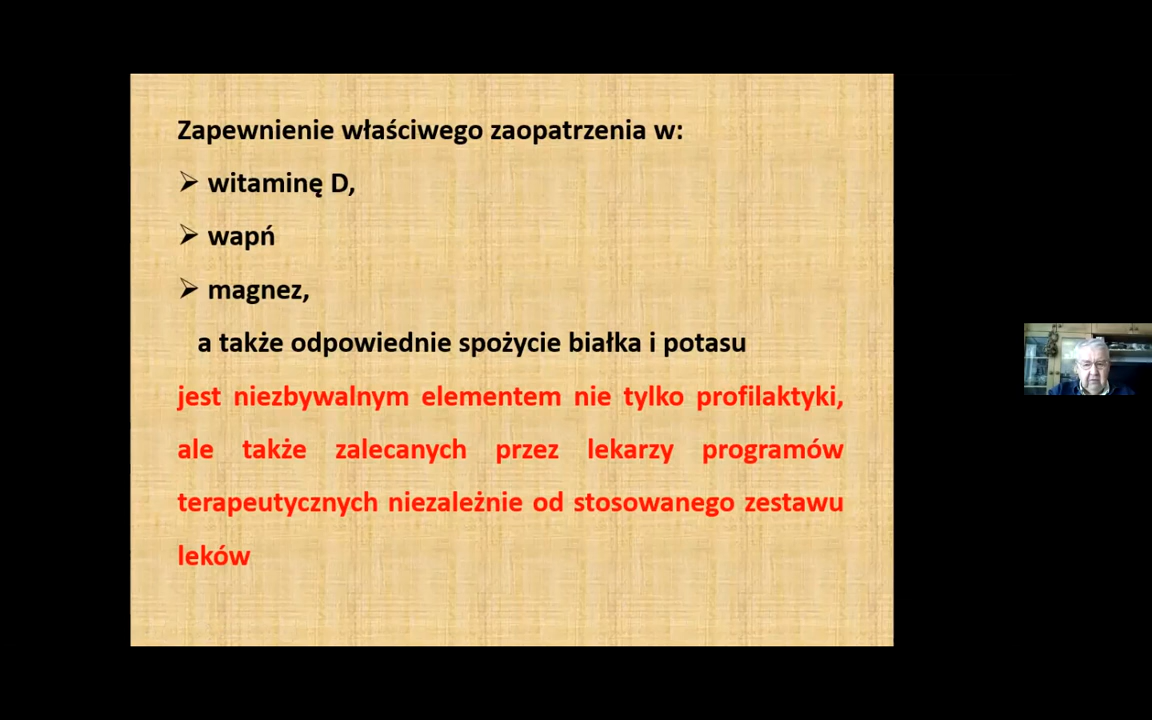 Zapewnienie właściwego zaopatrzenia w:
➢ witaminę D,
➢ wapń
➢ magnez,
a także odpowiednie spożycie białka i potasu
jest niezbywalnym elementem nie tylko profilaktyki,
ale także zalecanych przez lekarzy programów
terapeutycznych niezależnie od stosowanego zestawu
leków